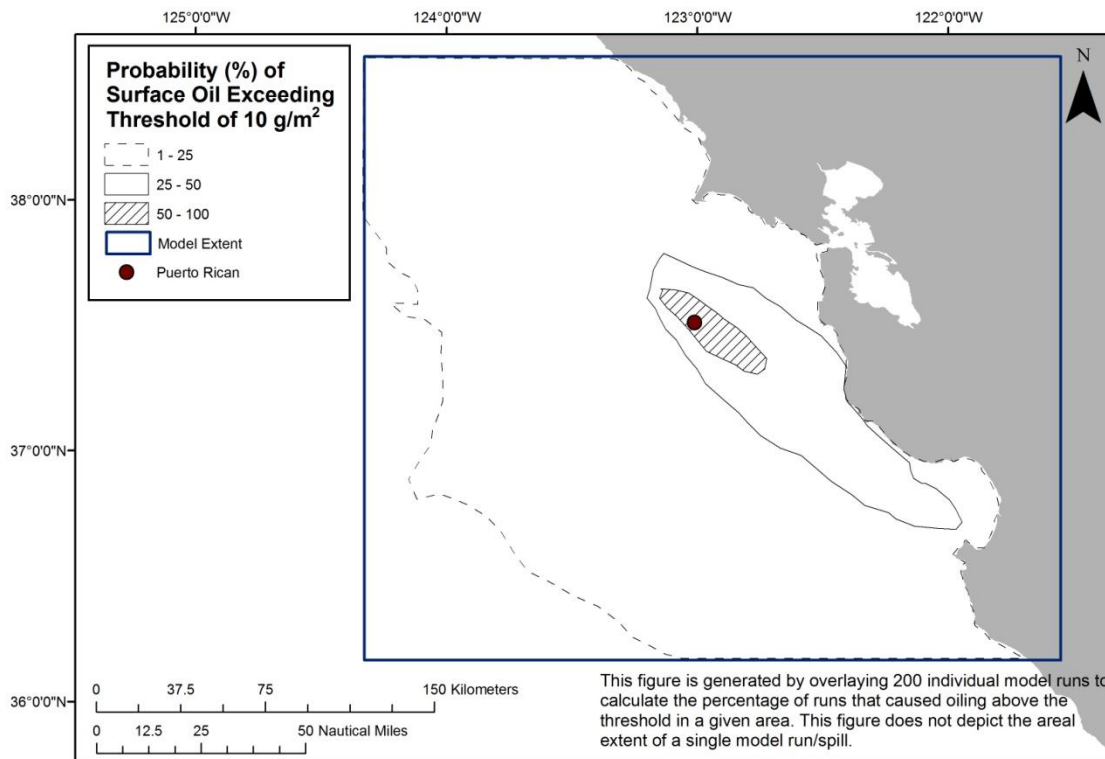 125°0'0"W 124°0'0"W 123°0'0"W 122°0'0"W
Probability (%) of
Surface Oil Exceeding
Threshold of 10 g/m²
1 - 25
25 - 50
50 - 100
Model Extent
Puerto Rican
N
38°0'0"N
37°0'0"N
36°0'0"N
0 37.5 75 150 Kilometers
0 12.5 25 50 Nautical Miles
This figure is generated by overlaying 200 individual model runs to
calculate the percentage of runs that caused oiling above the
threshold in a given area. This figure does not depict the areal
extent of a single model run/spill.